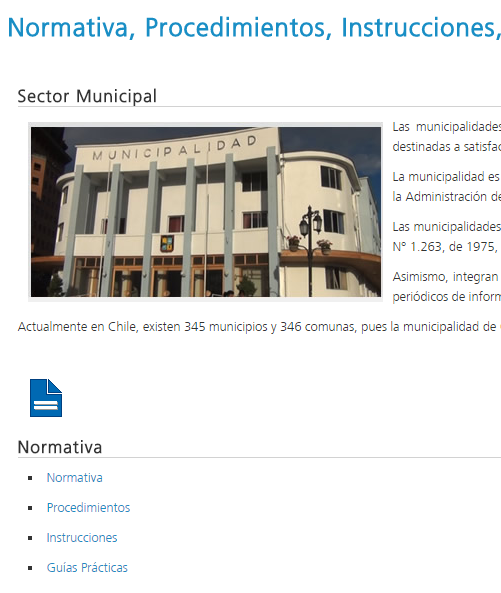 Normativa, Procedimientos, Instrucciones,
Sector Municipal
MUNICIPALIDAD
Las municipalidades
destinadas a satisfac
La municipalidad es
la Administración de
Las municipalidades
N° 1.263, de 1975,
Asimismo, integran
periódicos de inform
Actualmente en Chile, existen 345 municipios y 346 comunas, pues la municipalidad de
Normativa
Normativa
Procedimientos
Instrucciones
Guías Prácticas